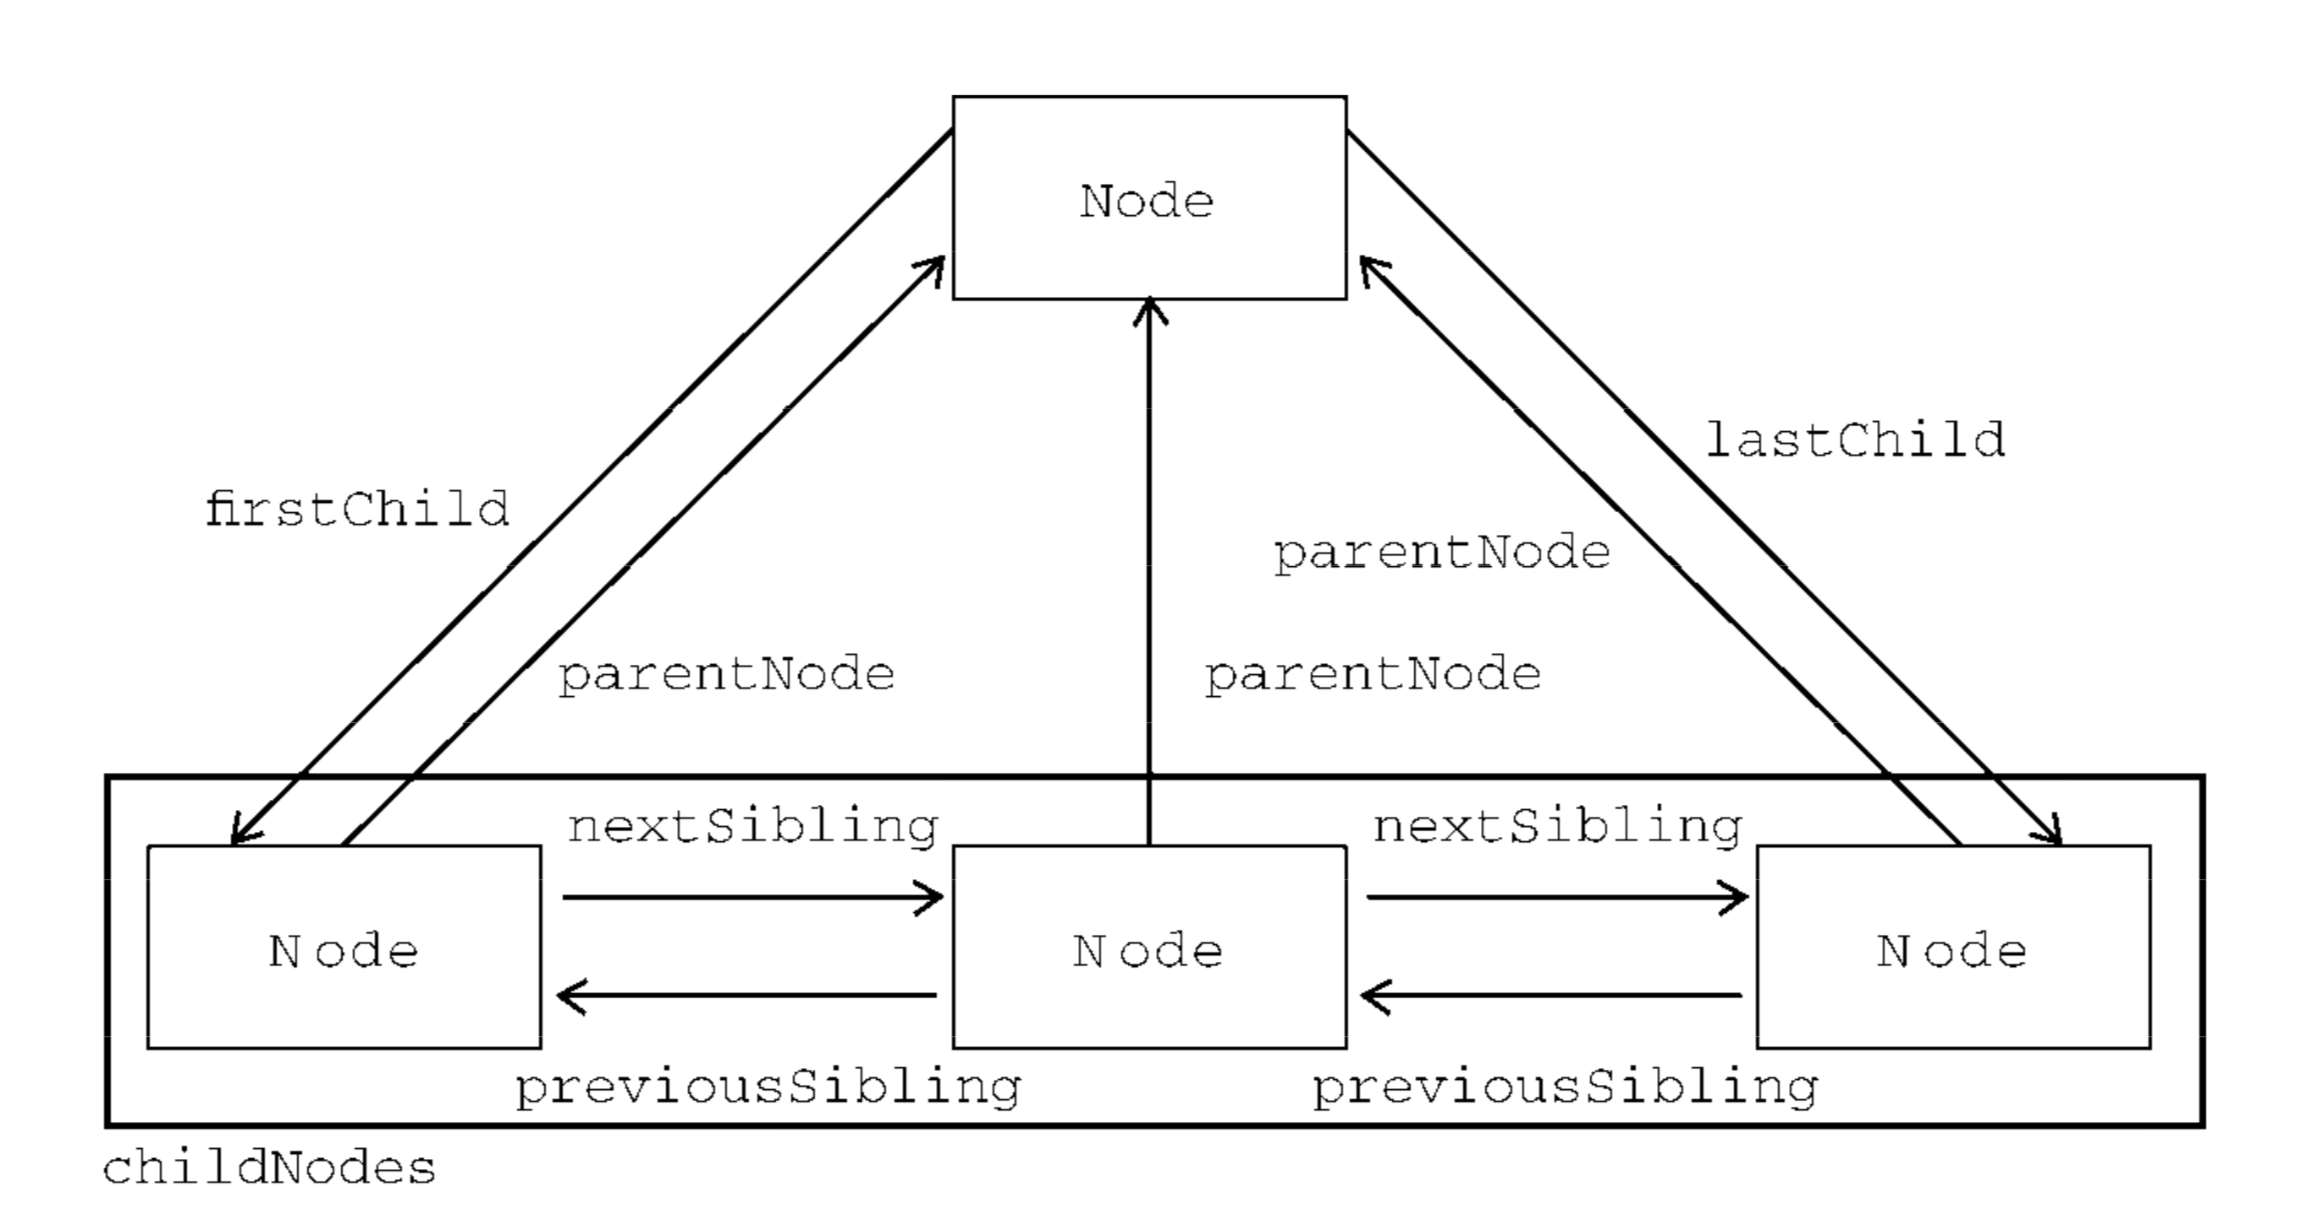 Node
lastChild
firstChild
parentNode
parentNode
parentNode
nextSibling
nextSibling
Node
Node
Node
previousSibling
previousSibling
childNodes